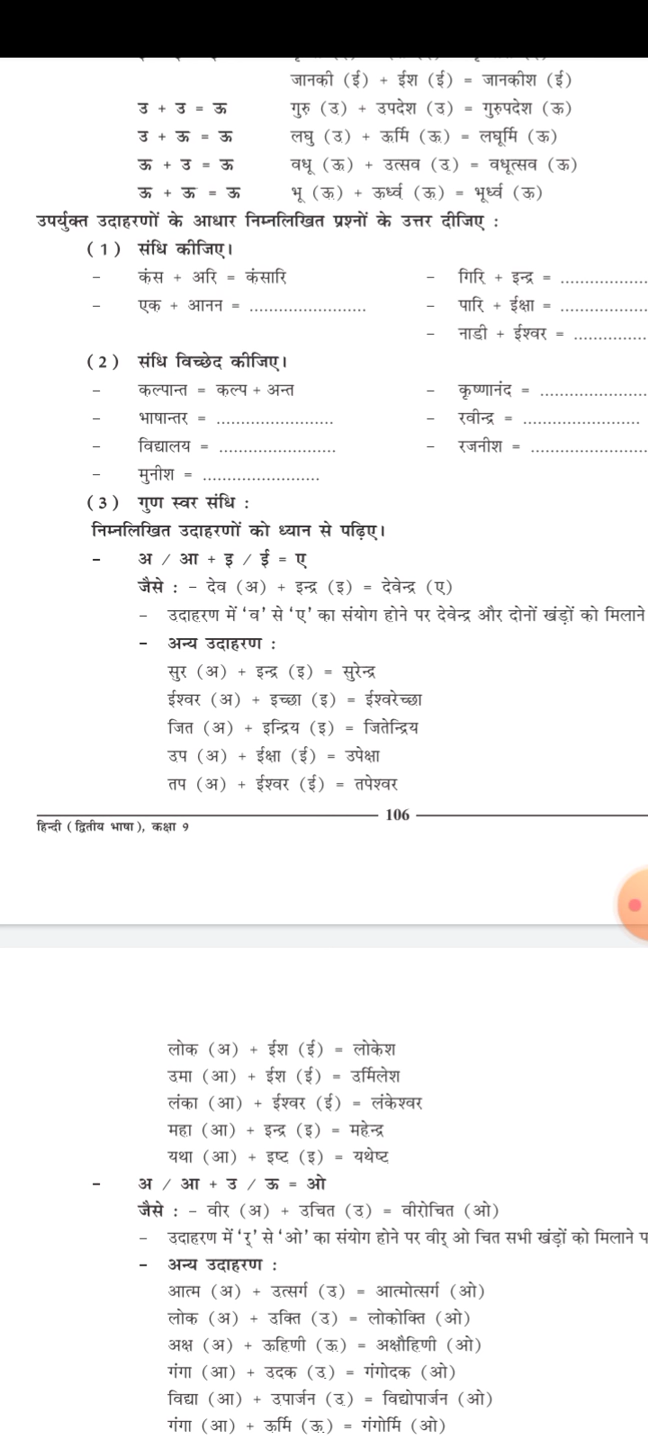 जानकी (ई) + ईश (ई) = जानकीश (ई)
उ + उ = ऊ गुरु (उ) + उपदेश (उ) = गुरुपदेश (ऊ)
उ + ऊ = ऊ लघु (उ) + ऊर्मि (ऊ) = लघूर्मि (ऊ)
ऊ + उ = ऊ वधू (ऊ) + उत्सव (उ) = वधूत्सव (ऊ)
ऊ + ऊ = ऊ भू (ऊ) + ऊर्ध्व (ऊ) = भूर्ध्व (ऊ)
उपर्युक्त उदाहरणों के आधार निम्नलिखित प्रश्नों के उत्तर दीजिए :
(1) संधि कीजिए।
- कंस + अरि = कंसारि - गिरि + इन्द्र = ..................
- एक + आनन = ........................ - पारि + ईक्षा = ..................
- नाडी + ईश्वर = ...............
(2) संधि विच्छेद कीजिए।
- कल्पान्त = कल्प + अन्त - कृष्णानंद = ......................
- भाषान्तर = ........................ - रवीन्द्र = ........................
- विद्यालय = ........................ - रजनीश = ........................
- मुनीश = ........................
(3) गुण स्वर संधि :
निम्नलिखित उदाहरणों को ध्यान से पढ़िए।
- अ / आ + इ / ई = ए
जैसे : - देव (अ) + इन्द्र (इ) = देवेन्द्र (ए)
- उदाहरण में ‘व’ से ‘ए’ का संयोग होने पर देवेन्द्र और दोनों खंड़ों को मिलाने
- अन्य उदाहरण :
सुर (अ) + इन्द्र (इ) = सुरेन्द्र
ईश्वर (अ) + इच्छा (इ) = ईश्वरेच्छा
जित (अ) + इन्द्रिय (इ) = जितेन्द्रिय
उप (अ) + ईक्षा (ई) = उपेक्षा
तप (अ) + ईश्वर (ई) = तपेश्वर
106
हिन्दी (द्वितीय भाषा), कक्षा 9
लोक (अ) + ईश (ई) = लोकेश
उमा (आ) + ईश (ई) = उर्मिलेश
लंका (आ) + ईश्वर (ई) = लंकेश्वर
महा (आ) + इन्द्र (इ) = महेन्द्र
यथा (आ) + इष्ट (इ) = यथेष्ट
- अ / आ + उ / ऊ = ओ
जैसे : - वीर (अ) + उचित (उ) = वीरोचित (ओ)
- उदाहरण में ‘र्’ से ‘ओ’ का संयोग होने पर वीर् ओ चित सभी खंड़ों को मिलाने
- अन्य उदाहरण :
आत्म (अ) + उत्सर्ग (उ) = आत्मोत्सर्ग (ओ)
लोक (अ) + उक्ति (उ) = लोकोक्ति (ओ)
अक्ष (अ) + ऊहिणी (ऊ) = अक्षौहिणी (ओ)
गंगा (आ) + उदक (उ) = गंगोदक (ओ)
विद्या (आ) + उपार्जन (उ) = विद्योपार्जन (ओ)
गंगा (आ) + ऊर्मि (ऊ) = गंगोर्मि (ओ)